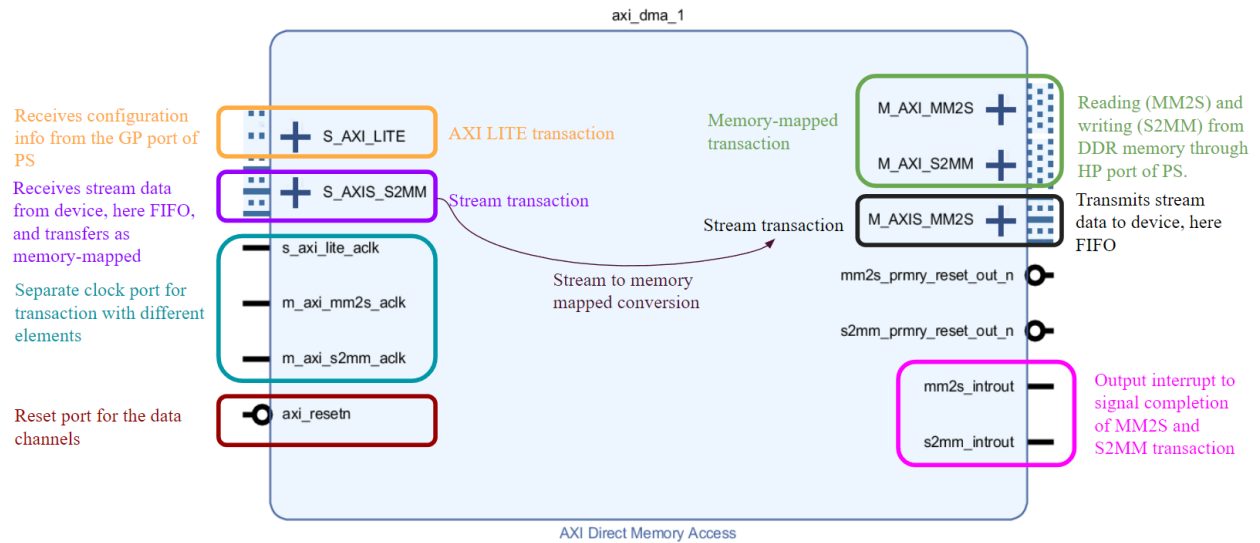 axi_dma_1
Receives configuration
info from the GP port of
PS
S_AXI_LITE
AXI LITE transaction
Receives stream data
from device, here FIFO,
and transfers as
memory-mapped
S_AXIS_S2MM
Stream transaction
Separate clock port for
transaction with different
elements
s_axi_lite_aclk
m_axi_mm2s_aclk
m_axi_s2mm_aclk
Reset port for the data
channels
axi_resetn
Stream to memory
mapped conversion
Memory-mapped
transaction
M_AXI_MM2S
M_AXI_S2MM
Reading (MM2S) and
writing (S2MM) from
DDR memory through
HP port of PS.
Stream transaction
M_AXIS_MM2S
Transmits stream
data to device, here
FIFO
mm2s_prmry_reset_out_n
s2mm_prmry_reset_out_n
mm2s_introut
s2mm_introut
Output interrupt to
signal completion
of MM2S and
S2MM transaction
AXI Direct Memory Access